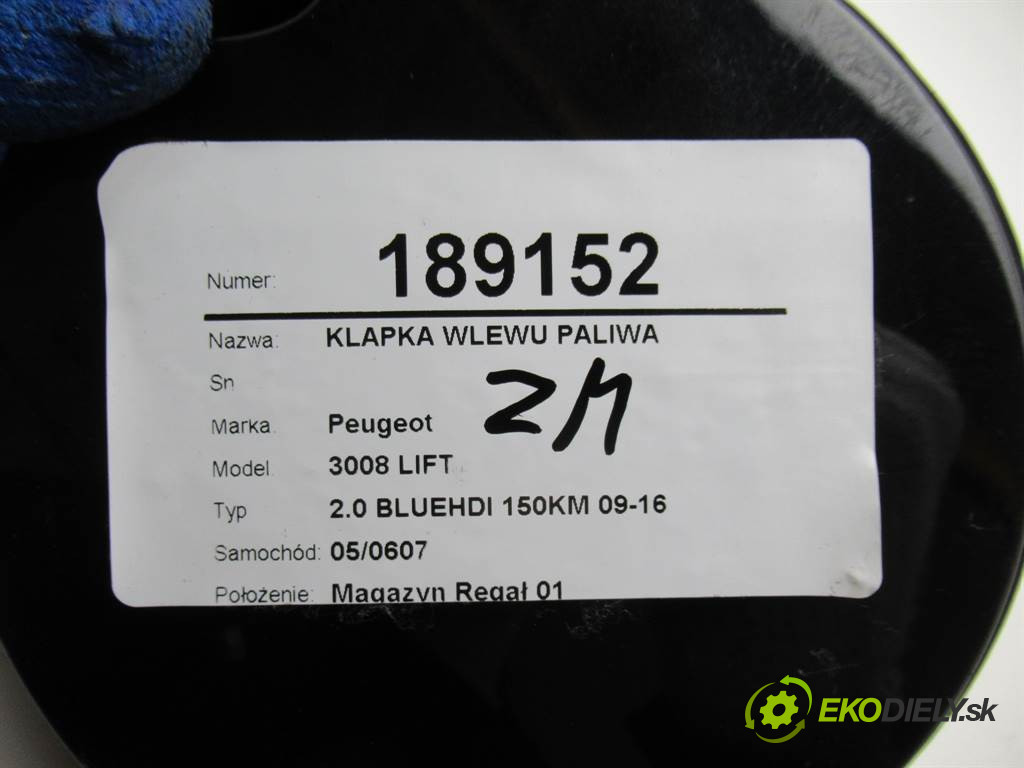 Numer: 189152
Nazwa: KLAPKA WLEWU PALIWA
Sn
Marka. Peugeot
Model. 3008 LIFT
Typ 2.0 BLUEHDI 150KM 09-16
Samochód: 05/0607
Położenie: Magazyn Regał 01
EKODIELY.sk